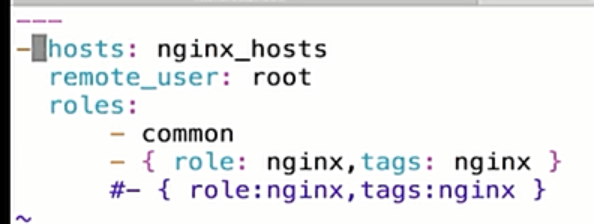 ---
- hosts: nginx_hosts
  remote_user: root
  roles:
      - common
      - { role: nginx,tags: nginx }
      #- { role:nginx,tags:nginx }
~